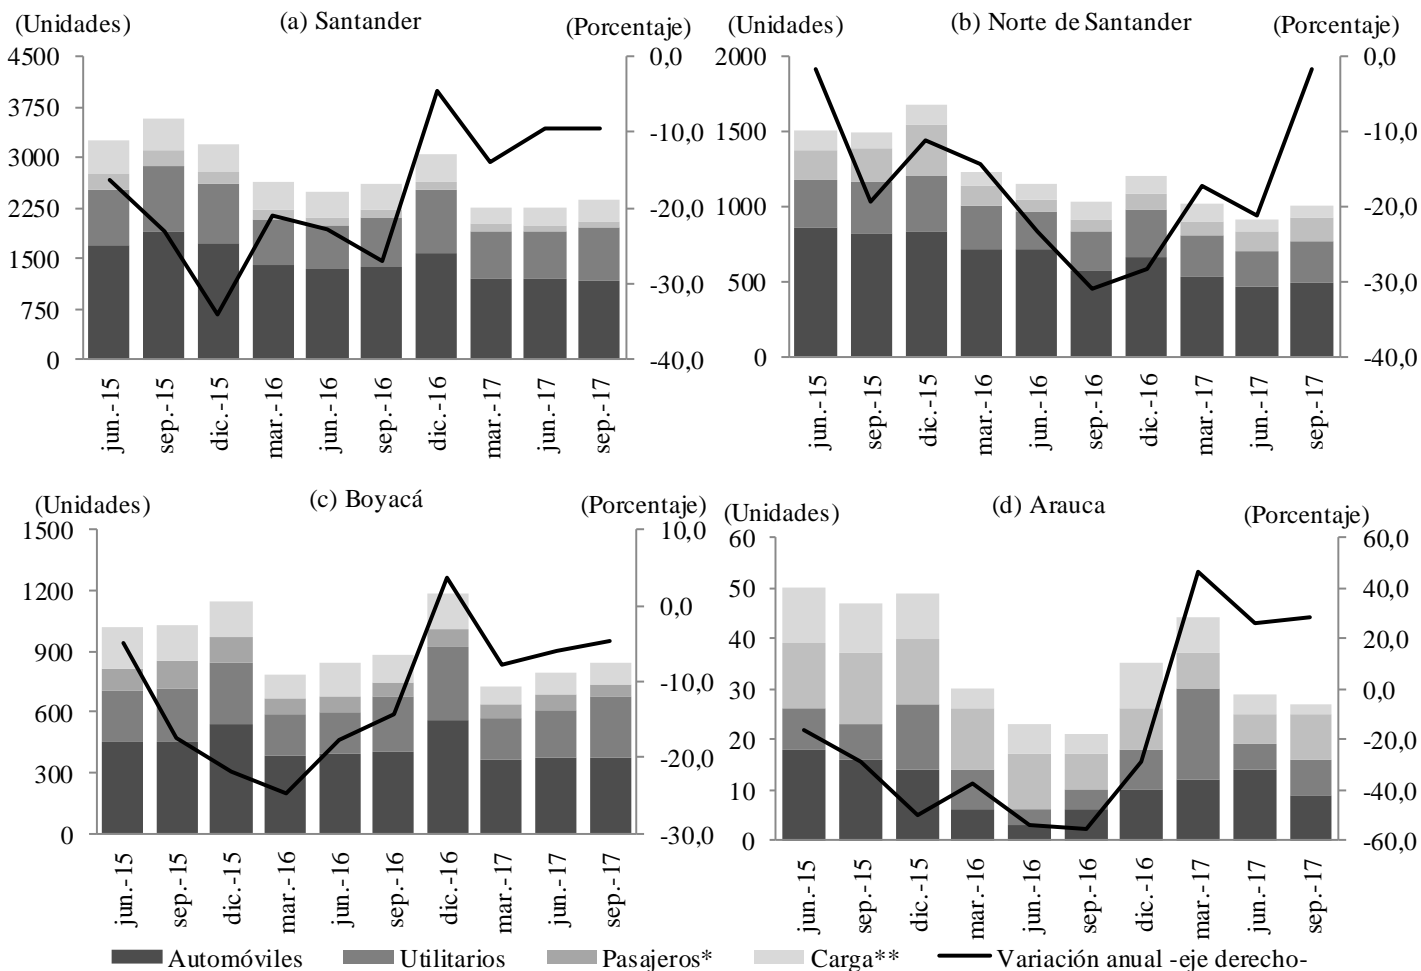 (a) Santander
(Unidades)
(Porcentaje)
4500
3750
3000
2250
1500
750
0
0,0
-10,0
-20,0
-30,0
-40,0
jun.-15
sep.-15
dic.-15
mar.-16
jun.-16
sep.-16
dic.-16
mar.-17
jun.-17
sep.-17
(b) Norte de Santander
(Unidades)
(Porcentaje)
2000
1500
1000
500
0
0,0
-10,0
-20,0
-30,0
-40,0
jun.-15
sep.-15
dic.-15
mar.-16
jun.-16
sep.-16
dic.-16
mar.-17
jun.-17
sep.-17
(c) Boyacá
(Unidades)
(Porcentaje)
1500
1200
900
600
300
0
10,0
0,0
-10,0
-20,0
-30,0
jun.-15
sep.-15
dic.-15
mar.-16
jun.-16
sep.-16
dic.-16
mar.-17
jun.-17
sep.-17
(d) Arauca
(Unidades)
(Porcentaje)
60
50
40
30
20
10
0
60,0
40,0
20,0
0,0
-20,0
-40,0
-60,0
jun.-15
sep.-15
dic.-15
mar.-16
jun.-16
sep.-16
dic.-16
mar.-17
jun.-17
sep.-17
Automóviles Utilitarios Pasajeros* Carga** Variación anual -eje derecho-